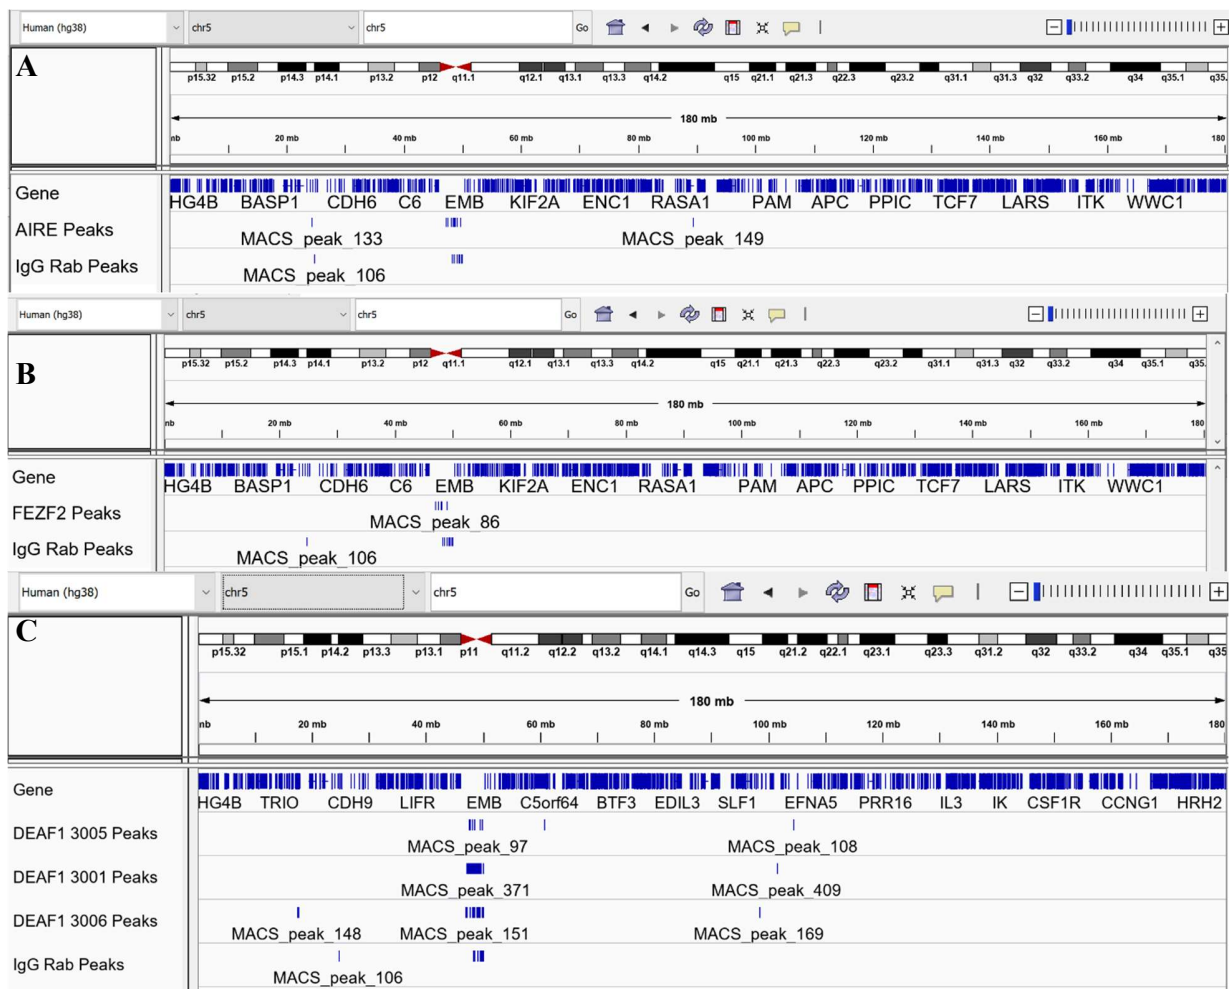 Human (hg38) chr5 chr5 Go
A
p15.32 p15.2 p14.3 p14.1 p13.2 p12 q11.1 q12.1 q13.1 q13.3 q14.2 q15 q21.1 q21.3 q22.3 q23.2 q31.1 q31.3 q32 q33.2 q34 q35.1 q35.
180 mb
nb 20 mb 40 mb 60 mb 80 mb 100 mb 120 mb 140 mb 160 mb 180
Gene
HG4B BASP1 CDH6 C6 EMB KIF2A ENC1 RASA1 PAM APC PPIC TCF7 LARS ITK WWC1
AIRE Peaks
MACS_peak_133 MACS_peak_149
IgG Rab Peaks
MACS_peak_106
Human (hg38) chr5 chr5 Go
B
p15.32 p15.2 p14.3 p14.1 p13.2 p12 q11.1 q12.1 q13.1 q13.3 q14.2 q15 q21.1 q21.3 q22.3 q23.2 q31.1 q31.3 q32 q33.2 q34 q35.1 q35.
180 mb
nb 20 mb 40 mb 60 mb 80 mb 100 mb 120 mb 140 mb 160 mb 180
Gene
HG4B BASP1 CDH6 C6 EMB KIF2A ENC1 RASA1 PAM APC PPIC TCF7 LARS ITK WWC1
FEZF2 Peaks
MACS_peak_86
IgG Rab Peaks
MACS_peak_106
Human (hg38) chr5 chr5 Go
C
p15.32 p15.1 p14.2 p13.3 p13.1 p11 q11.2 q12.2 q13.2 q14.1 q14.3 q15 q21.2 q22.1 q23.1 q23.3 q31.2 q32 q33.2 q34 q35.1 q35
180 mb
nb 20 mb 40 mb 60 mb 80 mb 100 mb 120 mb 140 mb 160 mb 180
Gene
HG4B TRIO CDH9 LIFR EMB C5orf64 BTF3 EDIL3 SLF1 EFNA5 PRR16 IL3 IK CSF1R CCNG1 HRH2
DEAF1 3005 Peaks
MACS_peak_97 MACS_peak_108
DEAF1 3001 Peaks
MACS_peak_371 MACS_peak_409
DEAF1 3006 Peaks
MACS_peak_148 MACS_peak_151 MACS_peak_169
IgG Rab Peaks
MACS_peak_106